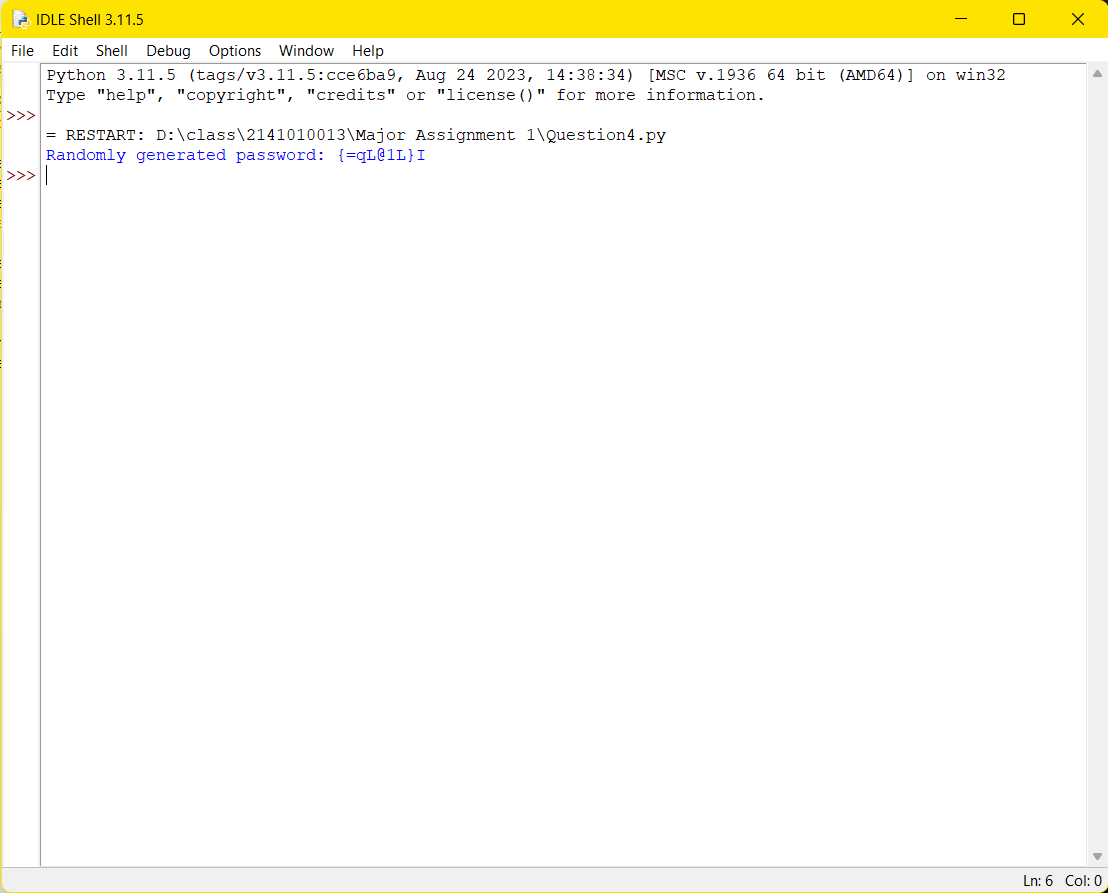 IDLE Shell 3.11.5
File Edit Shell Debug Options Window Help
Python 3.11.5 (tags/v3.11.5:cce6ba9, Aug 24 2023, 14:38:34) [MSC v.1936 64 bit (AMD64)] on win32
Type "help", "copyright", "credits" or "license()" for more information.
>>>
= RESTART: D:\class\2141010013\Major Assignment 1\Question4.py
Randomly generated password: {=qL@1L}I
>>>
Ln: 6 Col: 0